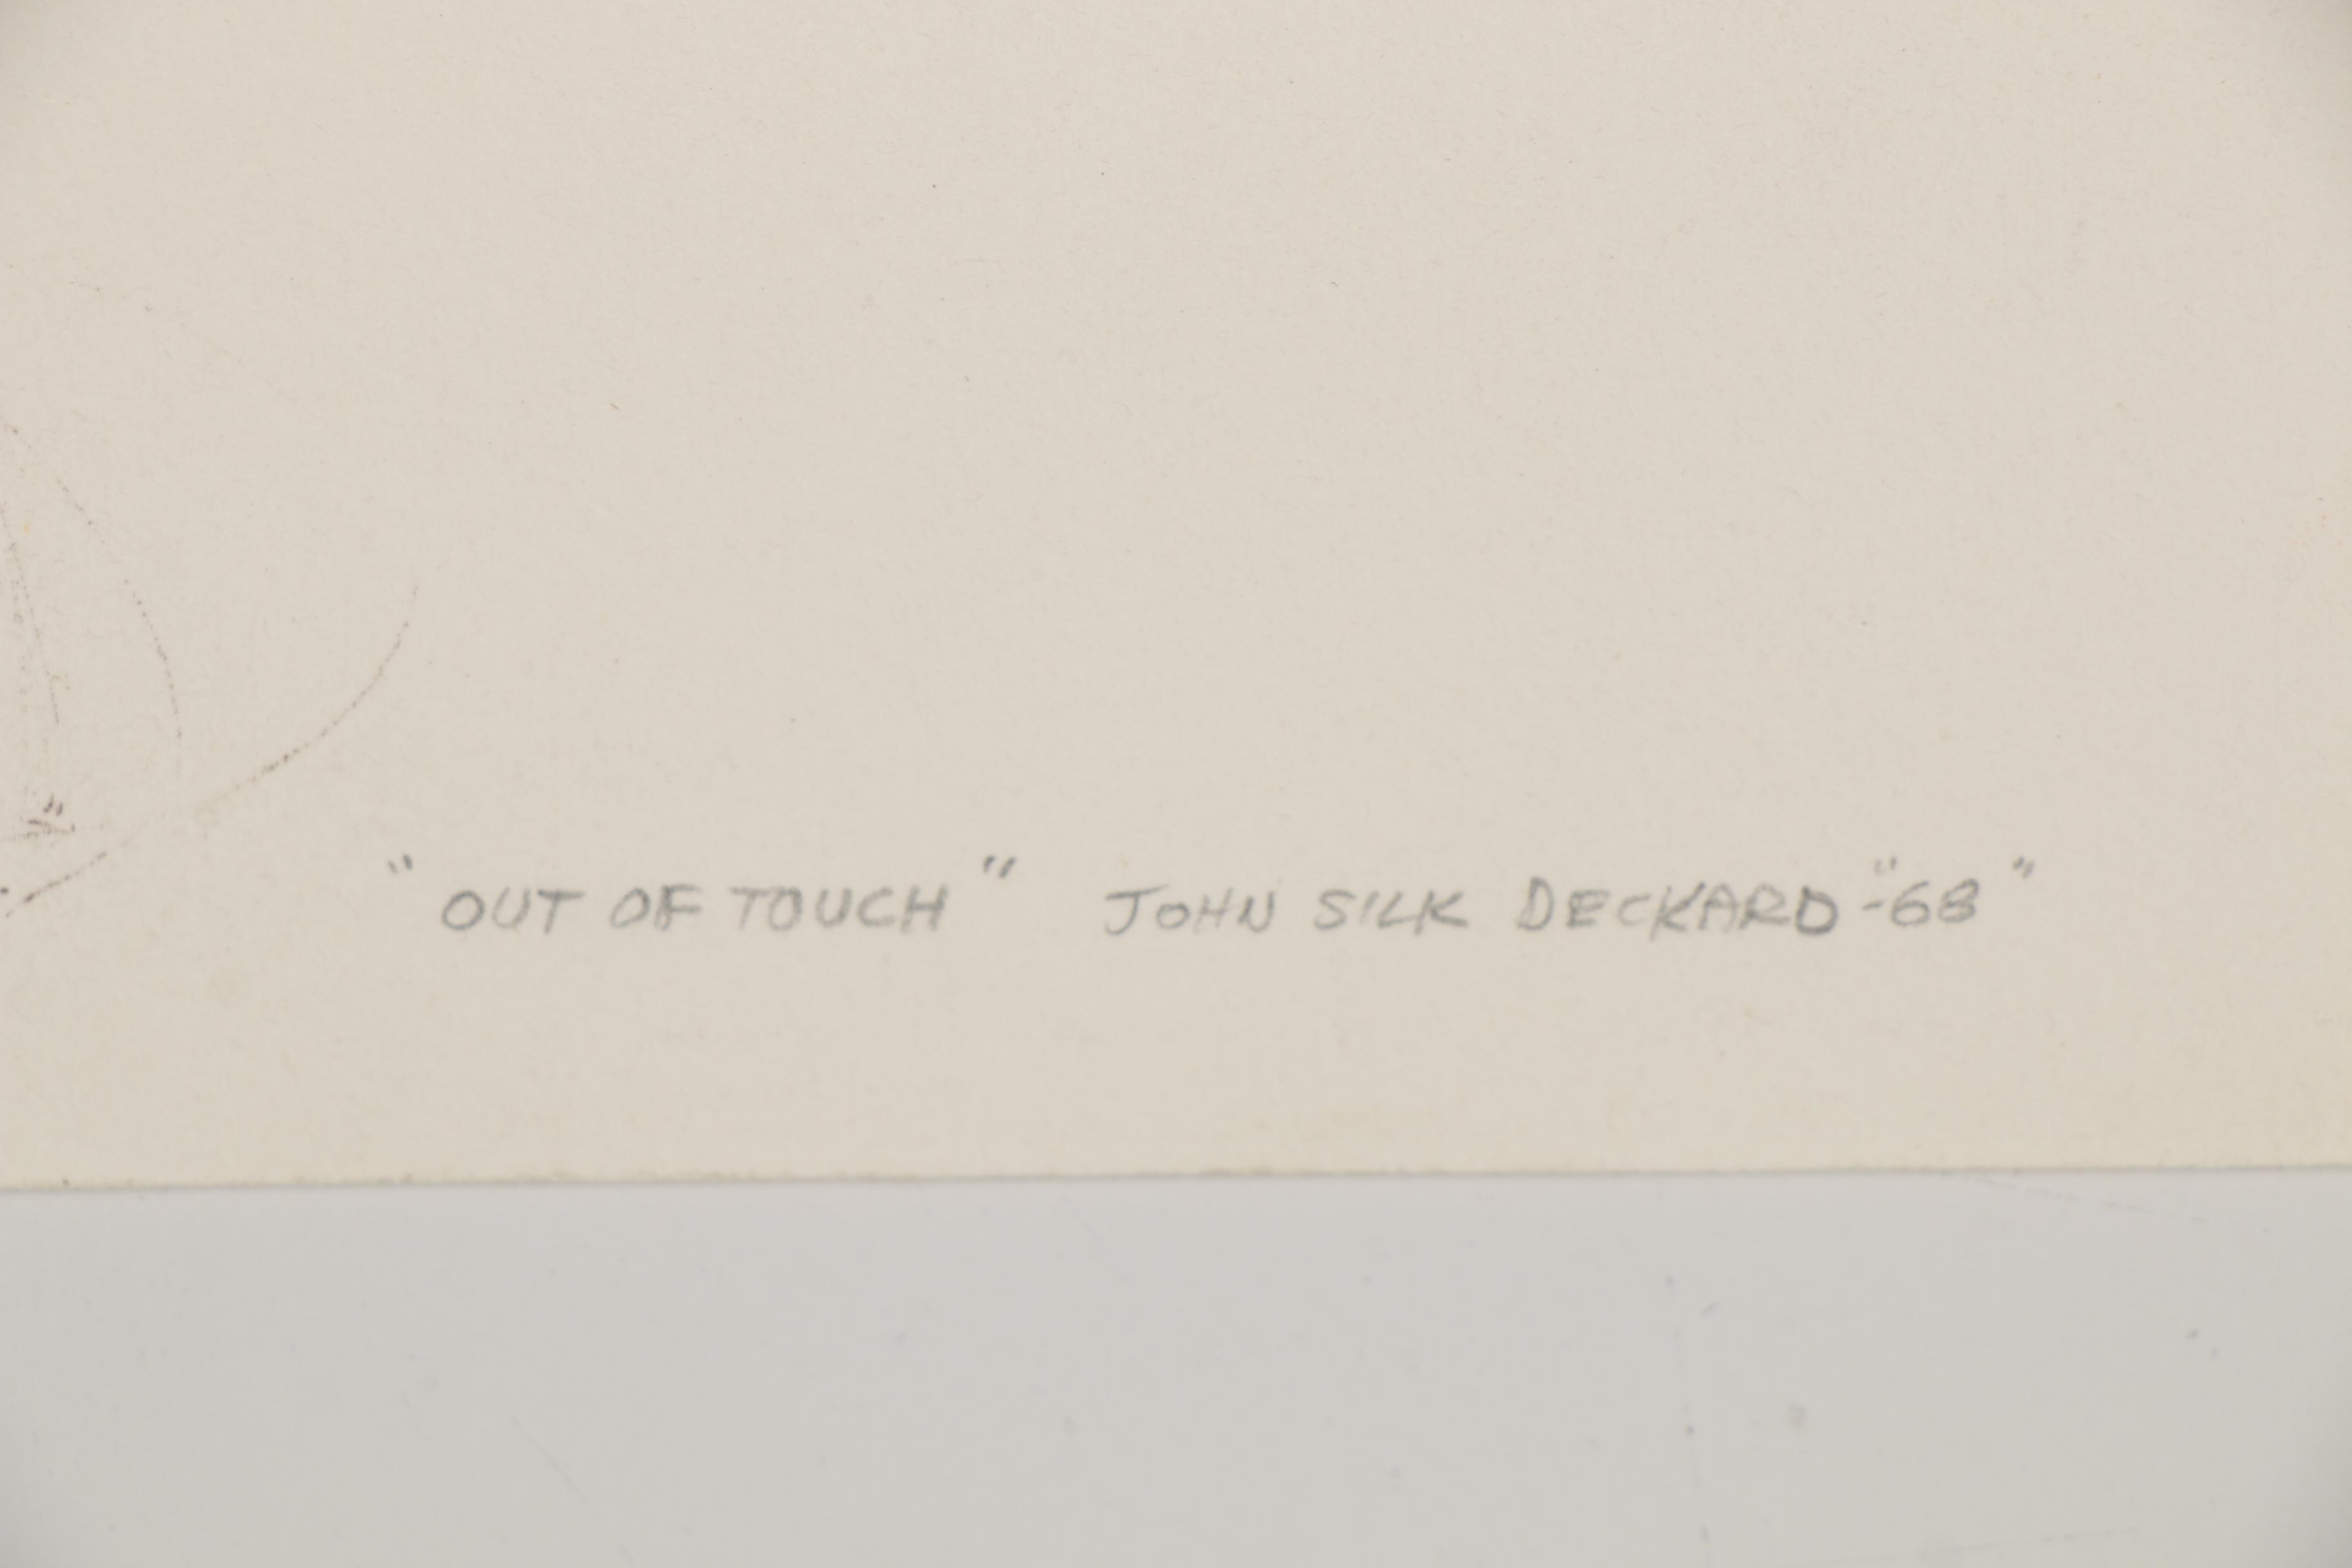 "OUT OF TOUCH" JOHN SILK DECKARD "-68"